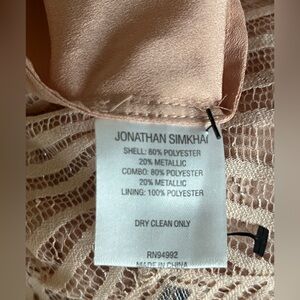 JONATHAN SIMKHAI
SHELL: 80% POLYESTER
20% METALLIC
COMBO: 80% POLYESTER
20% METALLIC
LINING: 100% POLYESTER
DRY CLEAN ONLY
RN94992
MADE IN CHINA